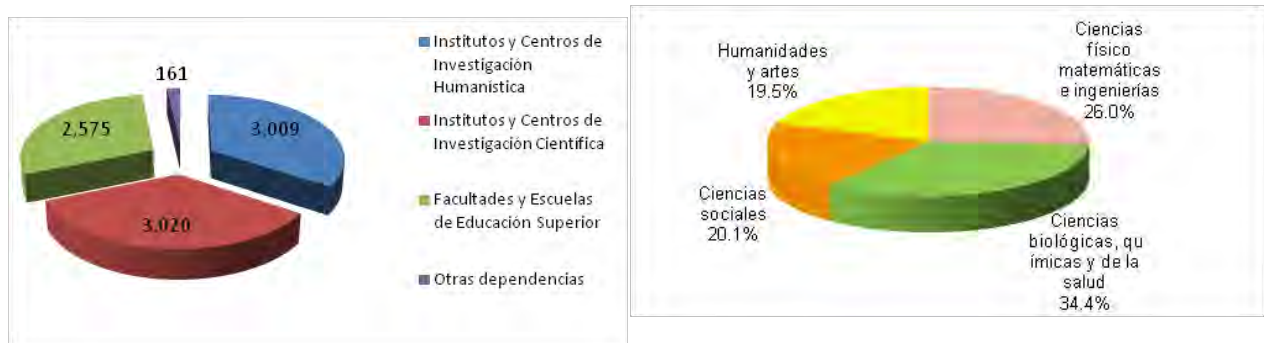 161
2,575
3,009
3,020
Institutos y Centros de
Investigación
Humanística
Institutos y Centros de
Investigación Científica
Facultades y Escuelas
de Educación Superior
Otras dependencias
Humanidades
y artes
19.5%
Ciencias
físico
matemáticas
e ingenierías
26.0%
Ciencias
sociales
20.1%
Ciencias
biológicas, qu
ímicas y de la
salud
34.4%